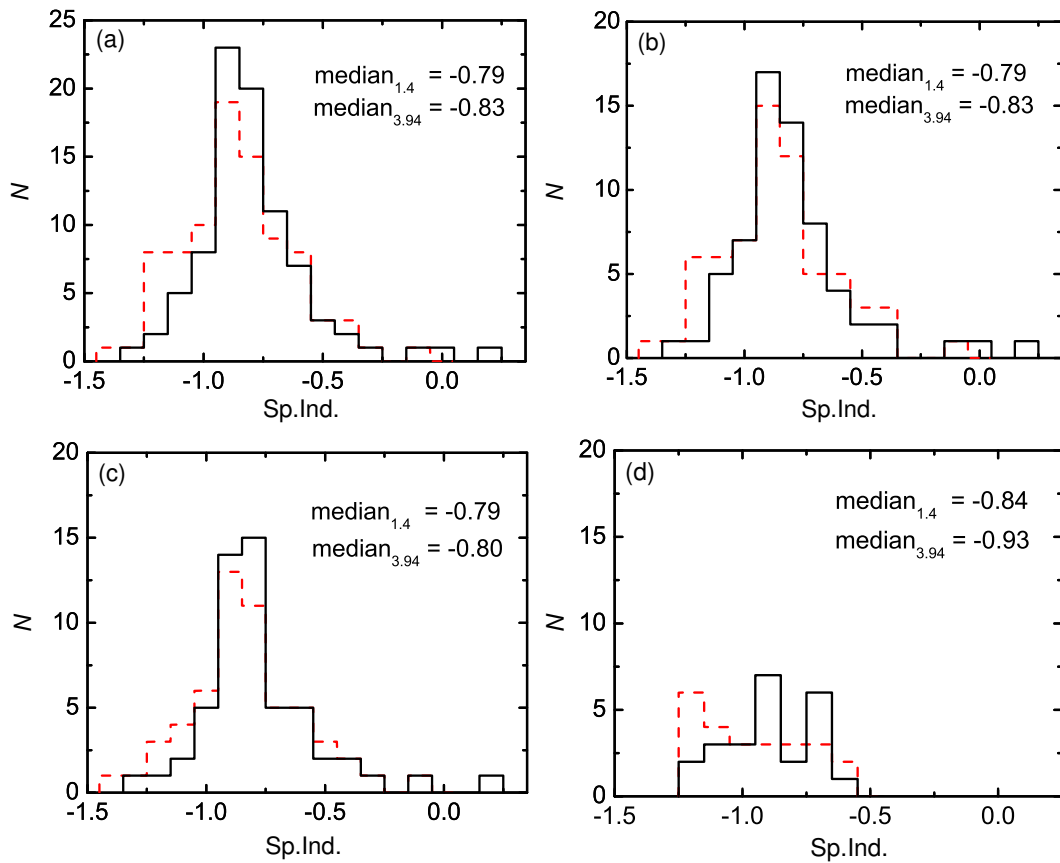 (a)
median1.4 = -0.79
median3.94 = -0.83
25
20
15
10
5
0
N
-1.5 -1.0 -0.5 0.0
Sp.Ind.
(b)
median1.4 = -0.79
median3.94 = -0.83
20
15
10
5
0
N
-1.5 -1.0 -0.5 0.0
Sp.Ind.
(c)
median1.4 = -0.79
median3.94 = -0.80
20
15
10
5
0
N
-1.5 -1.0 -0.5 0.0
Sp.Ind.
(d)
median1.4 = -0.84
median3.94 = -0.93
20
15
10
5
0
N
-1.5 -1.0 -0.5 0.0
Sp.Ind.